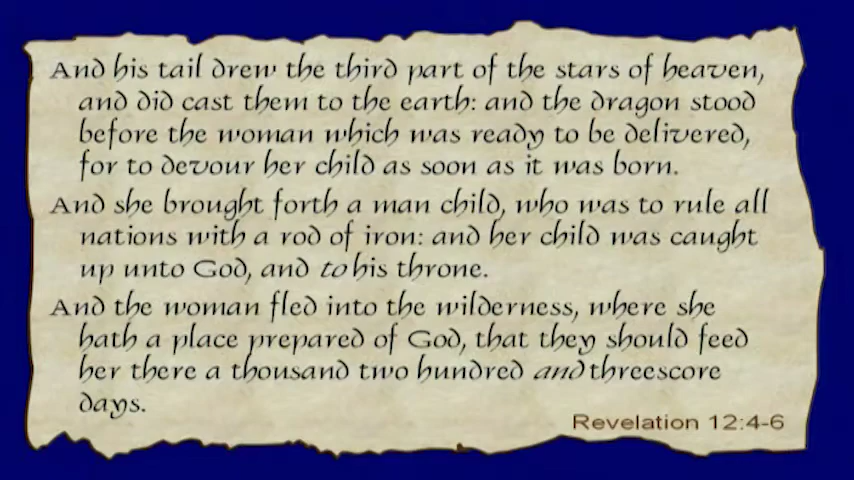 And his tail drew the third part of the stars of heaven,
and did cast them to the earth: and the dragon stood
before the woman which was ready to be delivered,
for to devour her child as soon as it was born.
And she brought forth a man child, who was to rule all
nations with a rod of iron: and her child was caught
up unto God, and to his throne.
And the woman fled into the wilderness, where she
hath a place prepared of God, that they should feed
her there a thousand two hundred and threescore
days.
Revelation 12:4-6